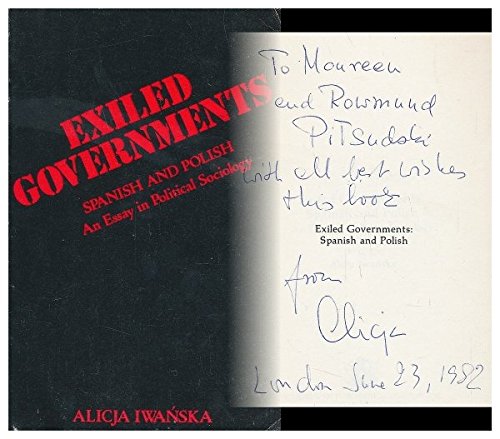 EXILED
GOVERNMENTS
SPANISH AND POLISH
An Essay in Political Sociology
ALICJA IWAŃSKA
To Maureen
and Rowmund
PiTsudski
with all best wishes
this book
Exiled Governments:
Spanish and Polish
from
Alicja
London June 23, 1982